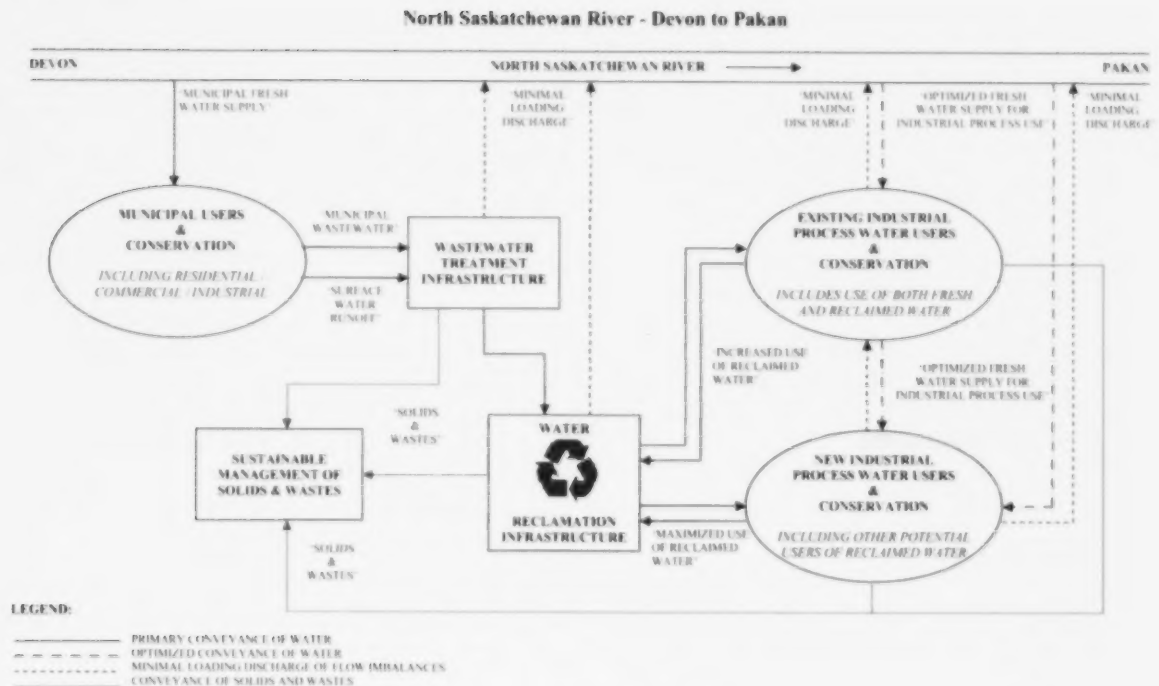 North Saskatchewan River - Devon to Pakan
DEVON
NORTH SASKATCHEWAN RIVER
PAKAN
'MUNICIPAL FRESH
WATER SUPPLY'
'MINIMAL
LOADING
DISCHARGE'
'MINIMAL
LOADING
DISCHARGE'
'OPTIMIZED FRESH
WATER SUPPLY FOR
INDUSTRIAL PROCESS USE'
'MINIMAL
LOADING
DISCHARGE'
MUNICIPAL USERS
&
CONSERVATION
INCLUDING RESIDENTIAL /
COMMERCIAL / INDUSTRIAL
'MUNICIPAL
WASTEWATER'
'SURFACE
WATER
RUNOFF'
WASTEWATER
TREATMENT
INFRASTRUCTURE
EXISTING INDUSTRIAL
PROCESS WATER USERS
&
CONSERVATION
INCLUDES USE OF BOTH FRESH
AND RECLAIMED WATER
'INCREASED USE
OF RECLAIMED
WATER'
'OPTIMIZED FRESH
WATER SUPPLY FOR
INDUSTRIAL PROCESS USE'
'SOLIDS
&
WASTES'
SUSTAINABLE
MANAGEMENT OF
SOLIDS & WASTES
WATER
RECLAMATION
INFRASTRUCTURE
NEW INDUSTRIAL
PROCESS WATER USERS
&
CONSERVATION
INCLUDING OTHER POTENTIAL
USERS OF RECLAIMED WATER
'MAXIMIZED USE
OF RECLAIMED
WATER'
'SOLIDS
&
WASTES'
LEGEND:
PRIMARY CONVEYANCE OF WATER
OPTIMIZED CONVEYANCE OF WATER
MINIMAL LOADING DISCHARGE OF FLOW IMBALANCES
CONVEYANCE OF SOLIDS AND WASTES